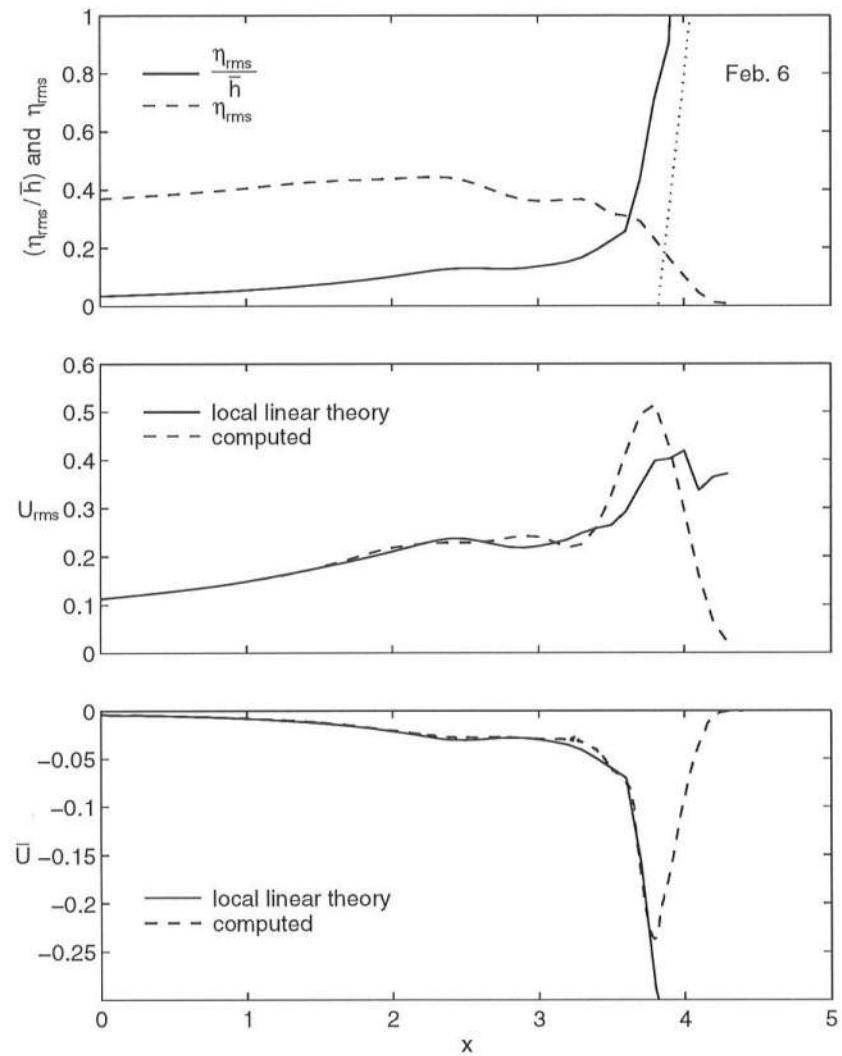 1
0.8
0.6
0.4
0.2
0
(η_rms / h̅) and η_rms
η_rms
h̅
η_rms
Feb. 6
0.6
0.5
0.4
0.3
0.2
0.1
0
U_rms
local linear theory
computed
0
−0.05
−0.1
−0.15
−0.2
−0.25
U̅
local linear theory
computed
0 1 2 3 4 5
x